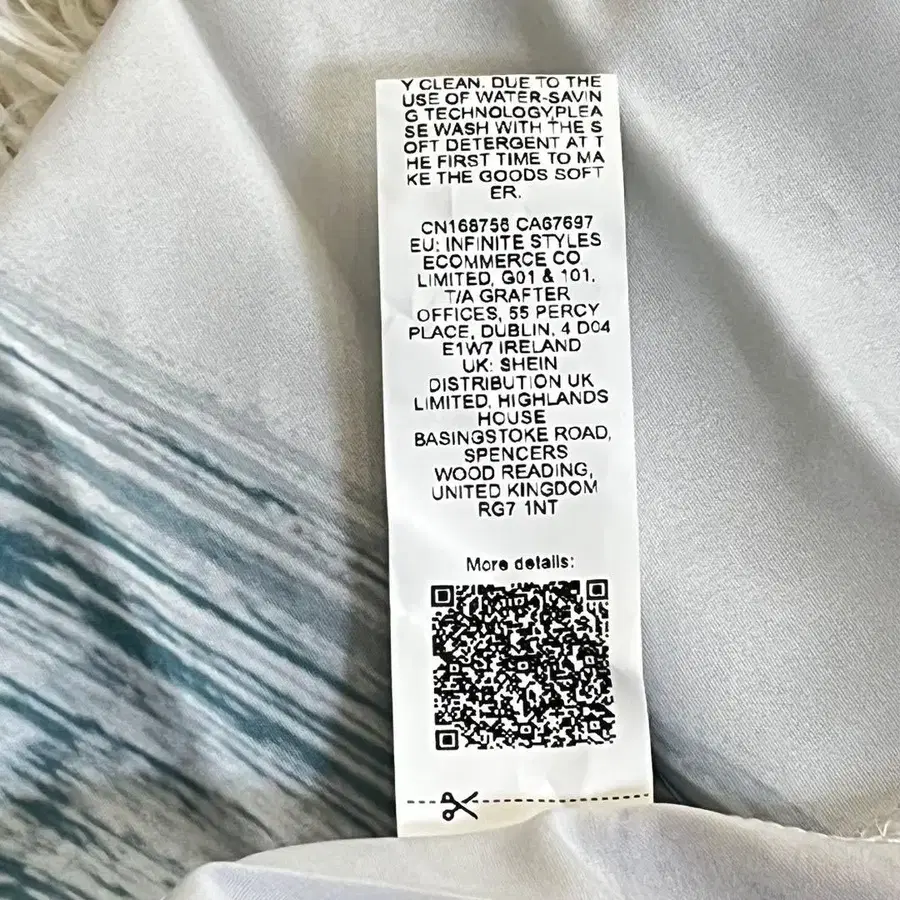 Y CLEAN. DUE TO THE
USE OF WATER-SAVIN
G TECHNOLOGY,PLEA
SE WASH WITH THE S
OFT DETERGENT AT T
HE FIRST TIME TO MA
KE THE GOODS SOFT
ER.
CN168756 CA67697
EU: INFINITE STYLES
ECOMMERCE CO
LIMITED, G01 & 101,
T/A GRAFTER
OFFICES, 55 PERCY
PLACE, DUBLIN, 4 D04
E1W7 IRELAND
UK: SHEIN
DISTRIBUTION UK
LIMITED, HIGHLANDS
HOUSE
BASINGSTOKE ROAD,
SPENCERS
WOOD READING,
UNITED KINGDOM
RG7 1NT
More details: